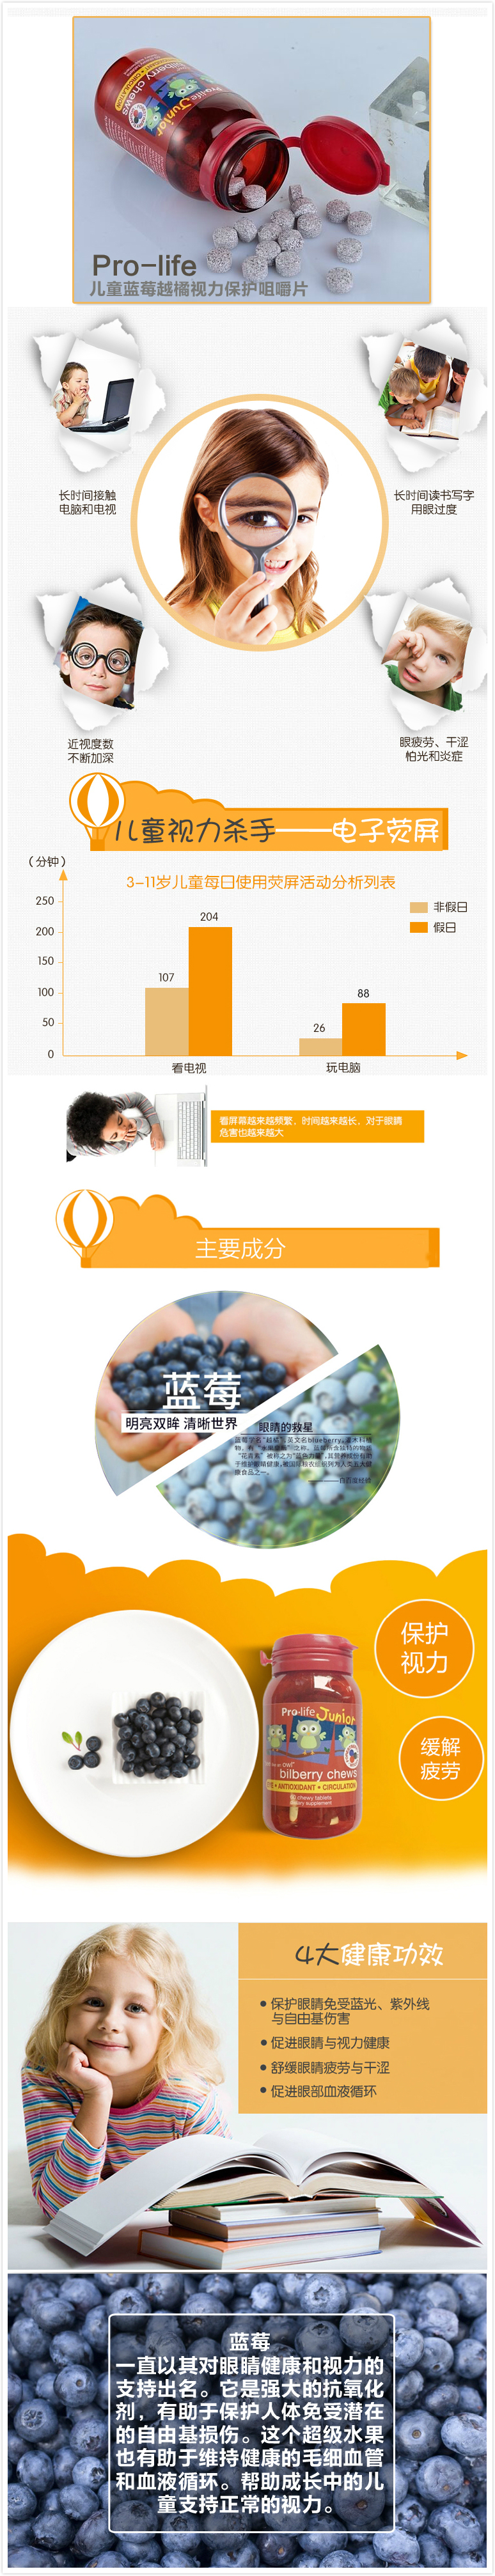 Pro-life Junior
bilberry chews
Pro-life
儿童蓝莓越橘视力保护咀嚼片
长时间接触
电脑和电视
长时间读书写字
用眼过度
近视度数
不断加深
眼疲劳、干涩
怕光和炎症
儿童视力杀手——电子荧屏
（分钟）
3-11岁儿童每日使用荧屏活动分析列表
非假日
假日
250
200
150
100
50
0
204
107
88
26
看电视
玩电脑
看屏幕越来越频繁，时间越来越长，对于眼睛
危害也越来越大
主要成分
蓝莓
明亮双眸 清晰世界
眼睛的救星
保护
视力
缓解
疲劳
Pro-life Junior
bilberry chews
• ANTIOXIDANT • CIRCULATION
chewy tablets
dietary supplement
4大健康功效
● 保护眼睛免受蓝光、紫外线
与自由基伤害
● 促进眼睛与视力健康
● 舒缓眼睛疲劳与干涩
● 促进眼部血液循环
蓝莓
一直以其对眼睛健康和视力的
支持出名。它是强大的抗氧化
剂，有助于保护人体免受潜在
的自由基损伤。这个超级水果
也有助于维持健康的毛细血管
和血液循环。帮助成长中的儿
童支持正常的视力。